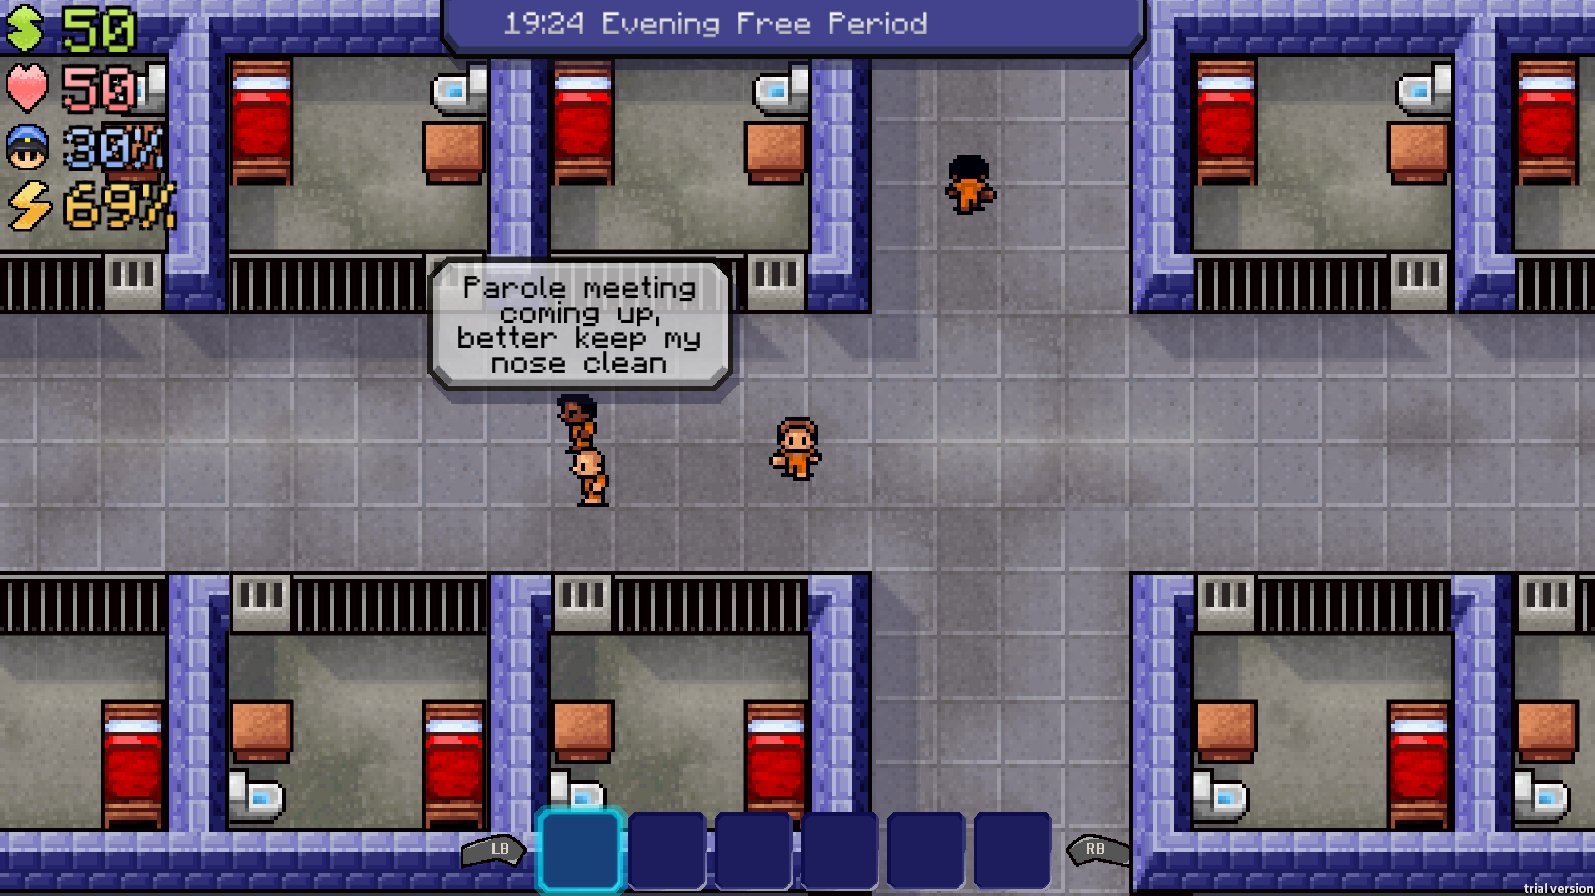 50
19:24 Evening Free Period
50
30%
69%
Parole meeting
coming up,
better keep my
nose clean
LB
RB
trial version